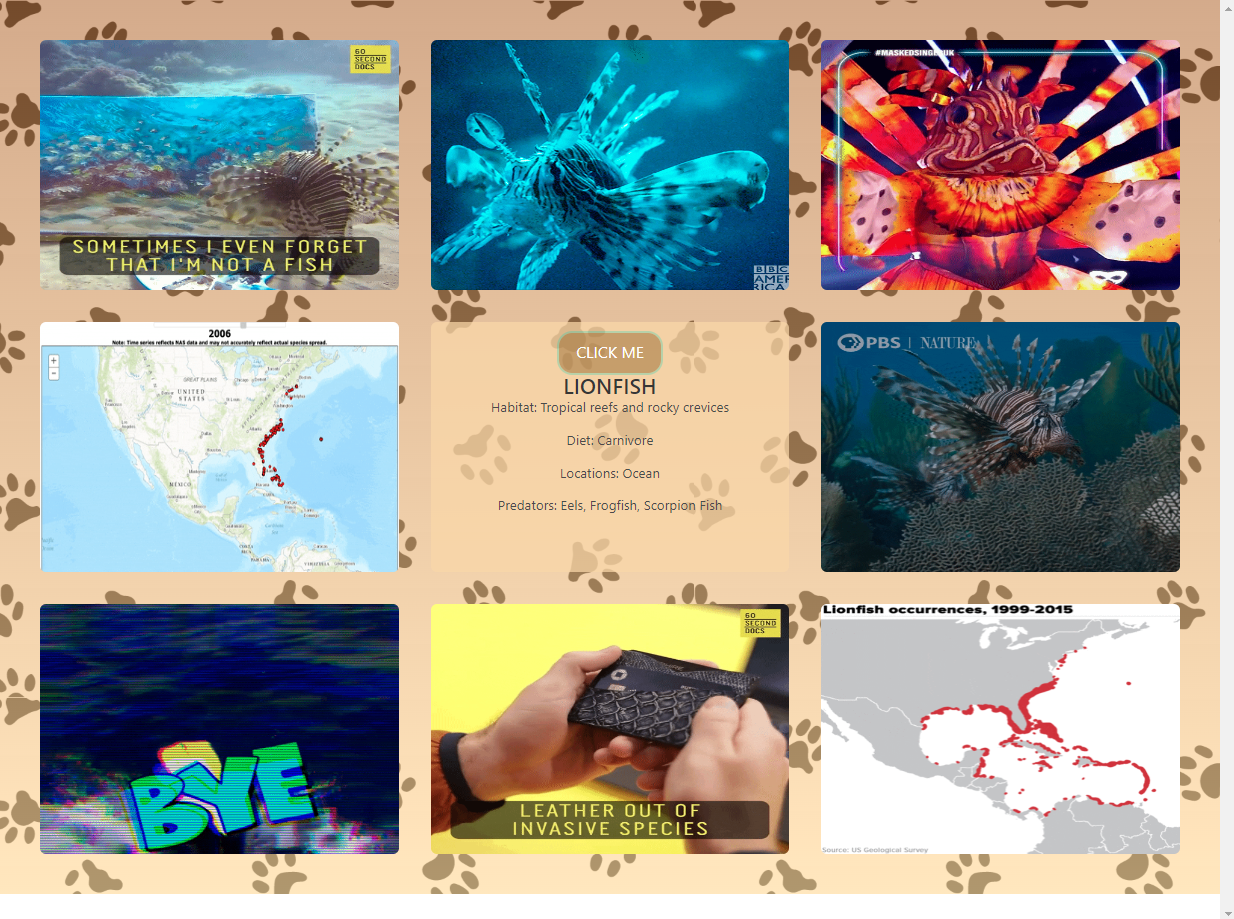 60
SECOND
DOCS
SOMETIMES I EVEN FORGET
THAT I'M NOT A FISH
BBC
AMERICA
2006
Note: Time series reflects NAS data and may not accurately reflect actual species spread.
+
-
GREAT PLAINS
UNITED
STATES
MÉXICO
CLICK ME
LIONFISH
Habitat: Tropical reefs and rocky crevices
Diet: Carnivore
Locations: Ocean
Predators: Eels, Frogfish, Scorpion Fish
PBS | NATURE
BYE
60
SECOND
DOCS
LEATHER OUT OF
INVASIVE SPECIES
Lionfish occurrences, 1999-2015
Source: US Geological Survey